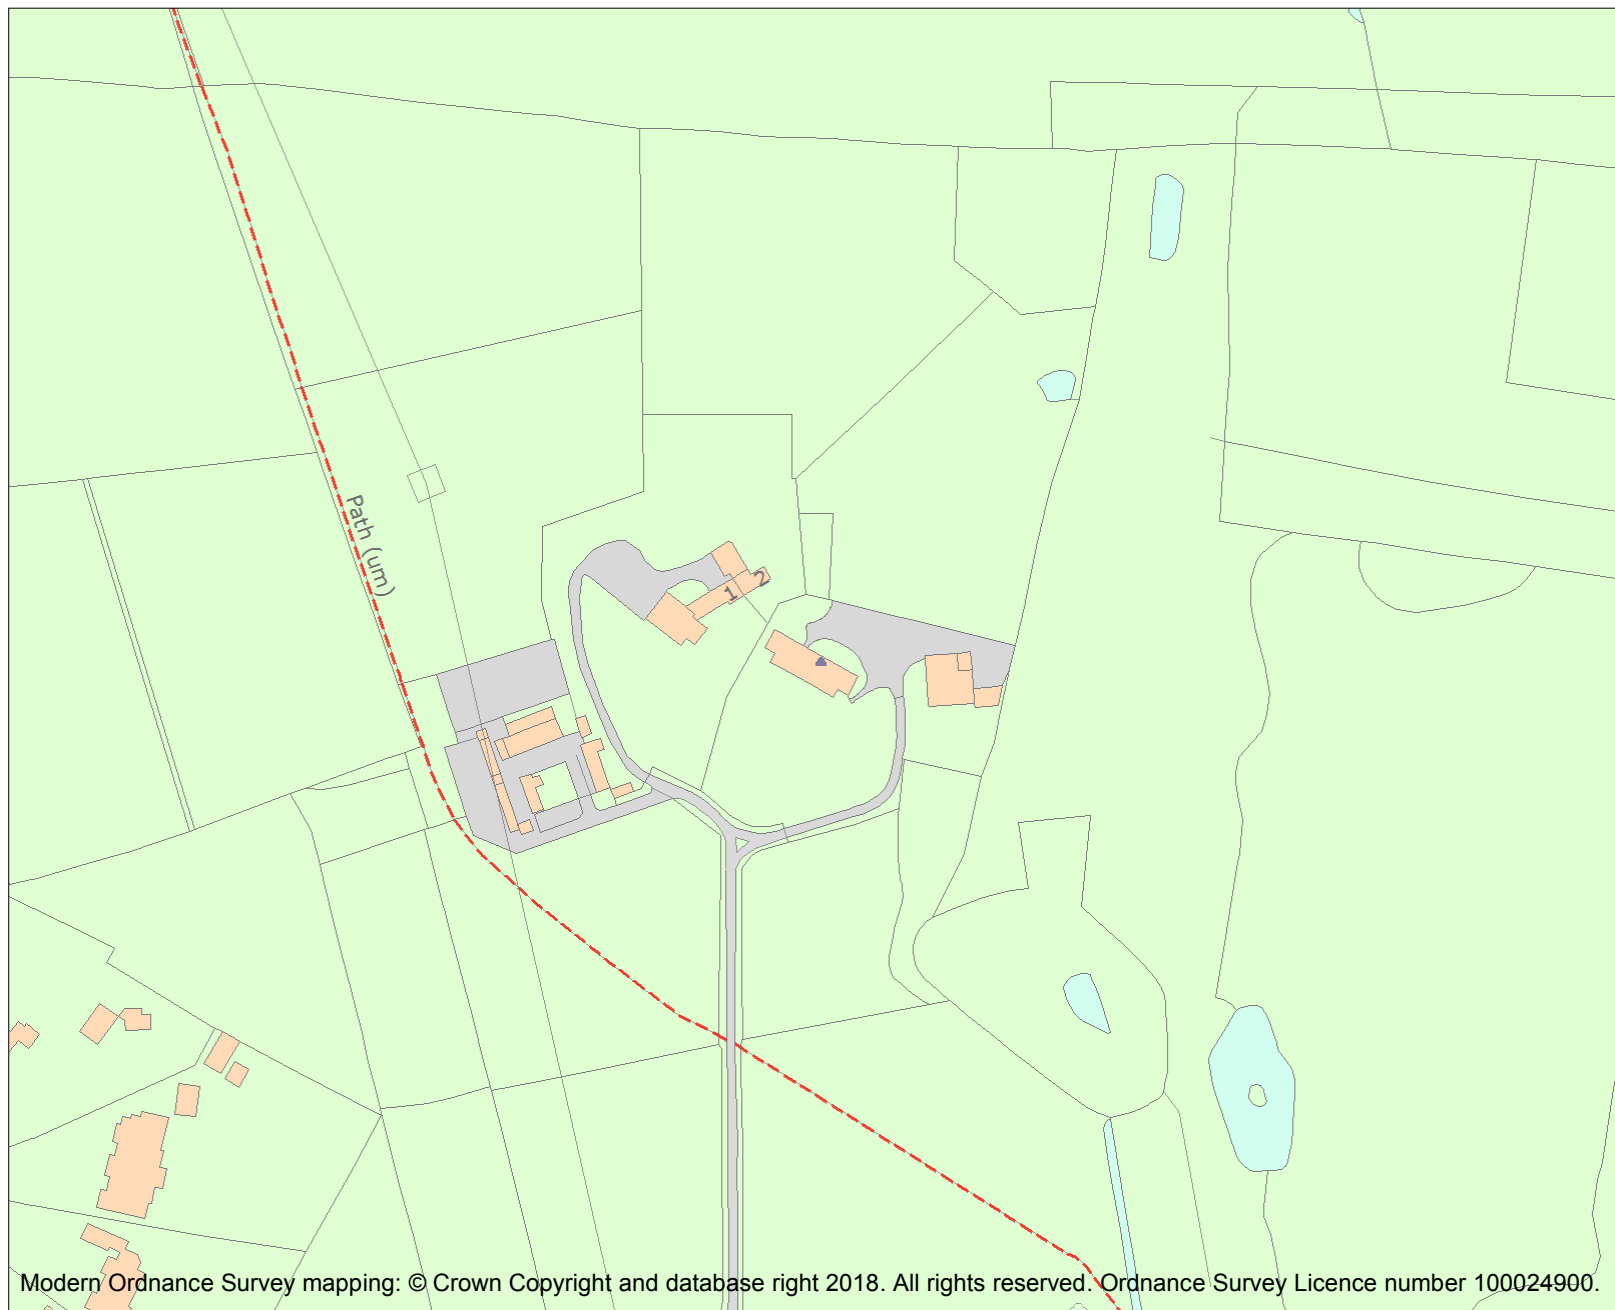 Path (um)
2
1
Modern Ordnance Survey mapping: © Crown Copyright and database right 2018. All rights reserved. Ordnance Survey Licence number 100024900.